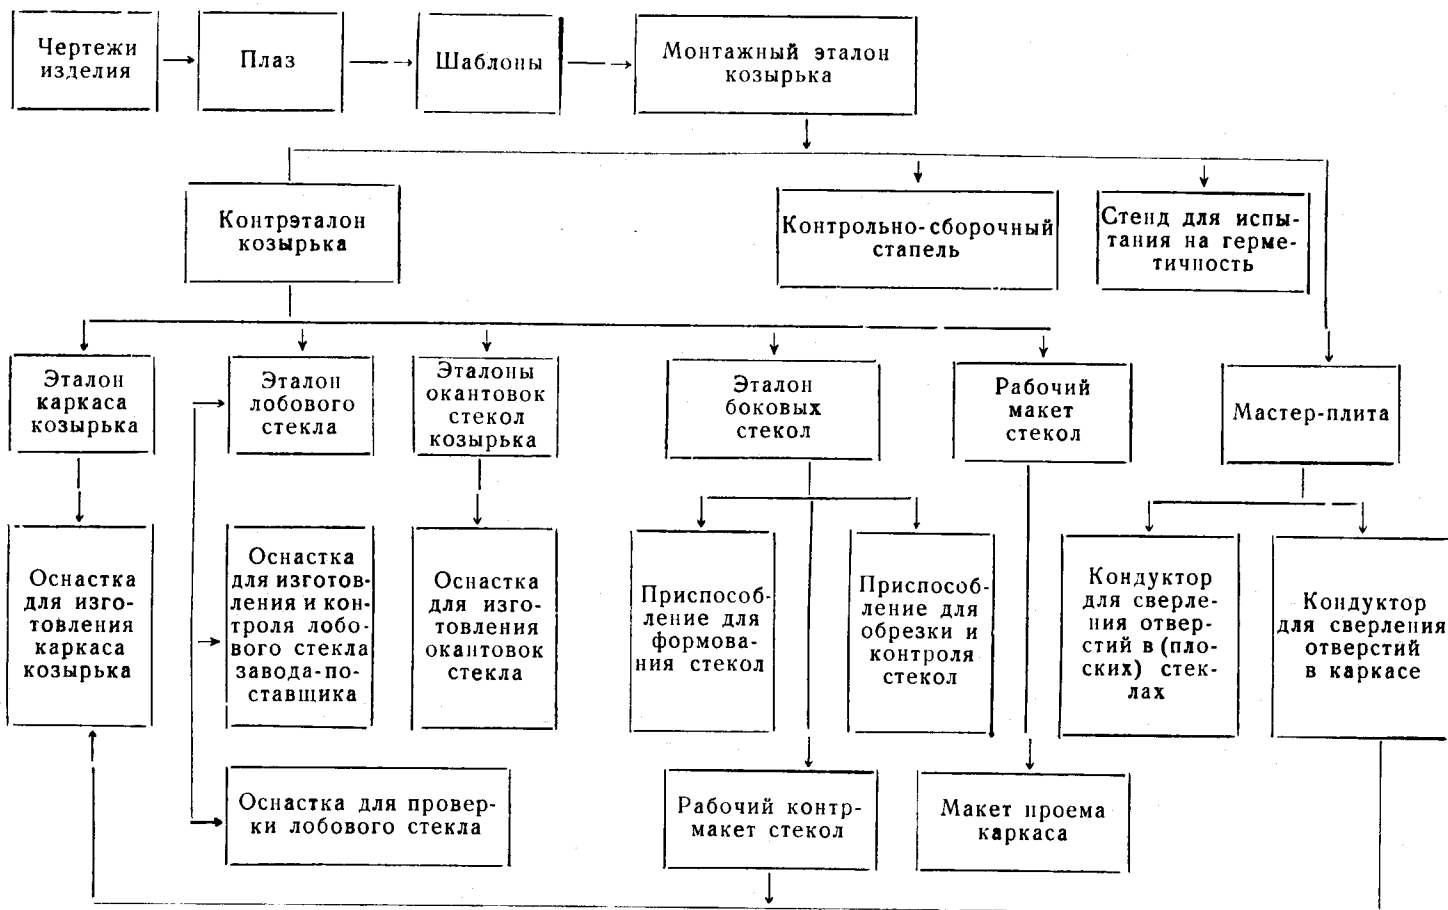 Чертежи
изделия
Плаз
Шаблоны
Монтажный эталон
козырька
Контрэталон
козырька
Контрольно-сборочный
стапель
Стенд для испы-
тания на герме-
тичность
Эталон
каркаса
козырька
Эталон
лобового
стекла
Эталоны
окантовок
стекол
козырька
Эталон
боковых
стекол
Рабочий
макет
стекол
Мастер-плита
Оснастка
для изго-
товления
каркаса
козырька
Оснастка
для изготов-
ления и кон-
троля лобо-
вого стекла
завода-по-
ставщика
Оснастка
для изго-
товления
окантовок
стекла
Приспособ-
ление для
формова-
ния стекол
Приспособ-
ление для
обрезки и
контроля
стекол
Кондуктор
для сверле-
ния отвер-
стий в (пло-
ских) стек-
лах
Кондуктор
для сверления
отверстий
в каркасе
Оснастка для провер-
ки лобового стекла
Рабочий контр-
макет стекол
Макет проема
каркаса